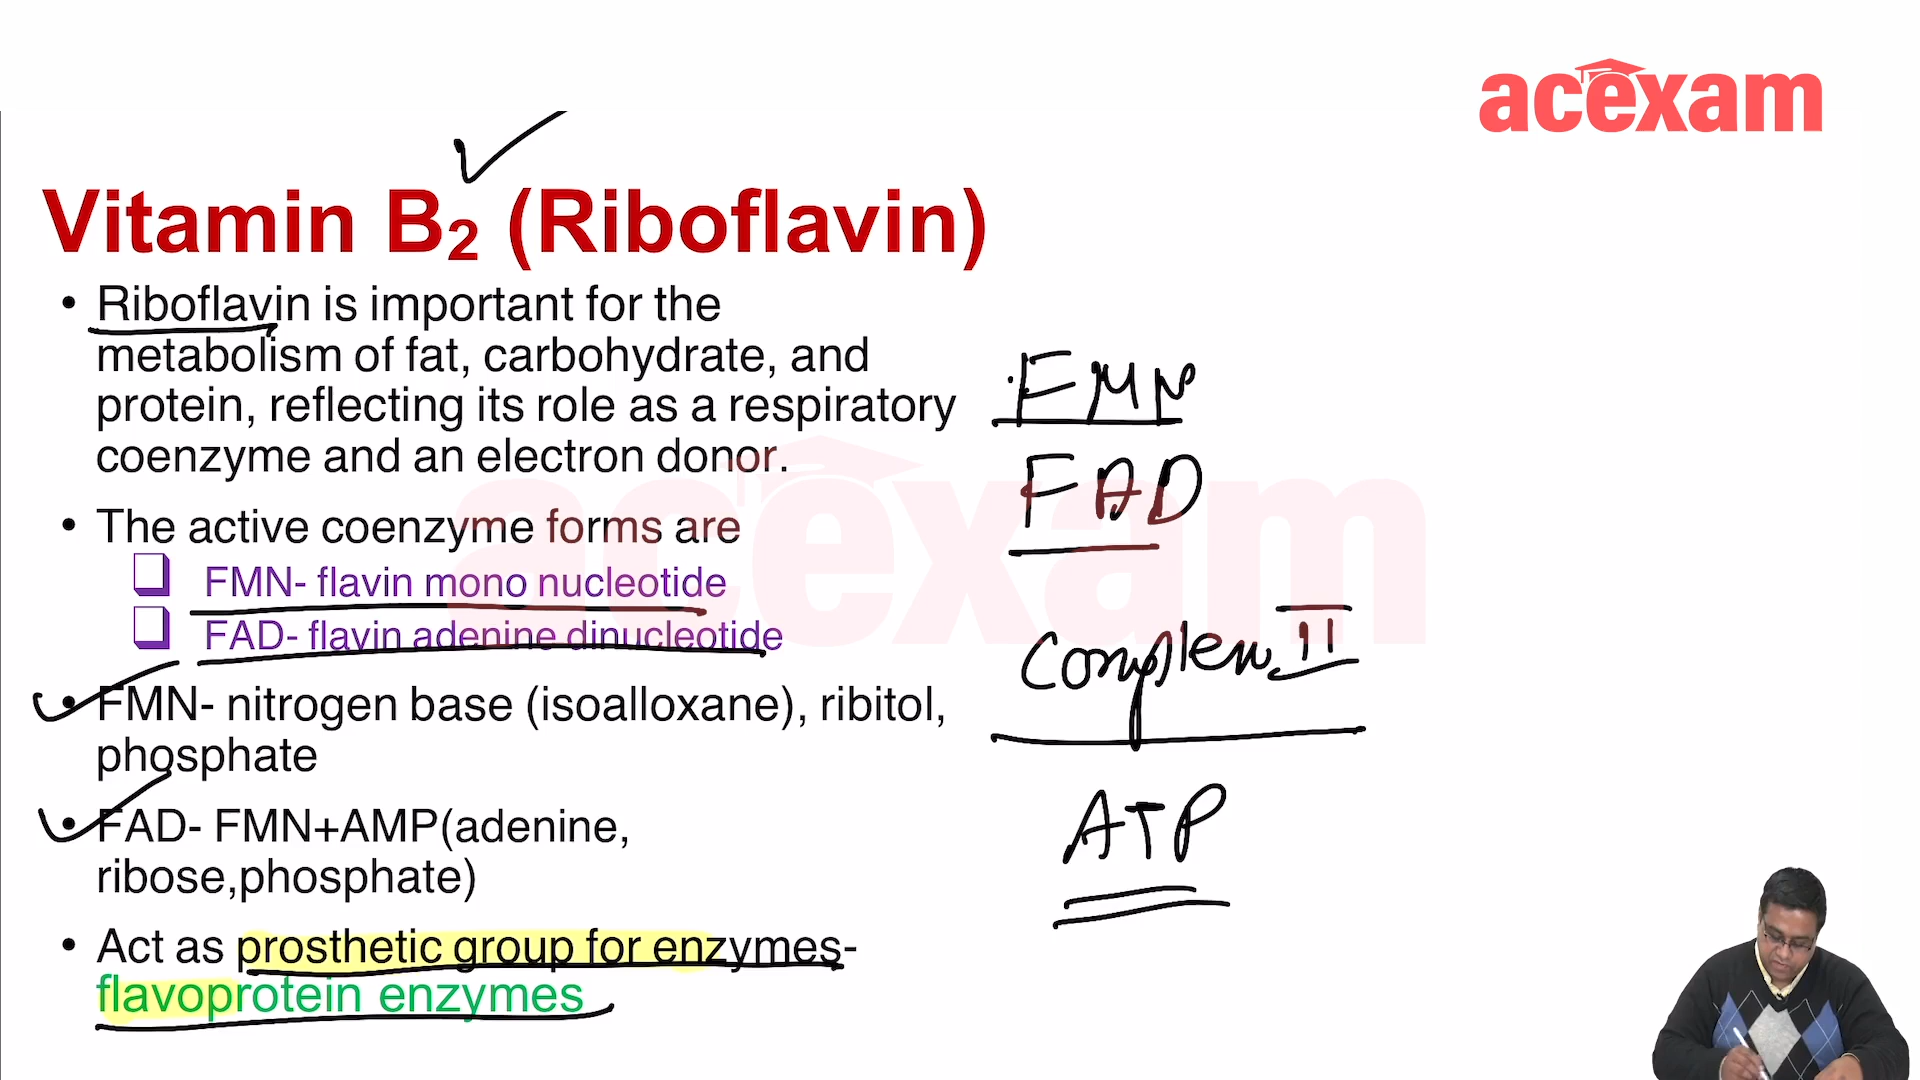 acexam
Vitamin B₂ (Riboflavin)
• Riboflavin is important for the
metabolism of fat, carbohydrate, and
protein, reflecting its role as a respiratory
coenzyme and an electron donor.
• The active coenzyme forms are
❑ FMN- flavin mono nucleotide
❑ FAD- flavin adenine dinucleotide
• FMN- nitrogen base (isoalloxane), ribitol,
phosphate
• FAD- FMN+AMP(adenine,
ribose,phosphate)
• Act as prosthetic group for enzymes-
flavoprotein enzymes
FMN
FAD
Complex II
ATP
acexam